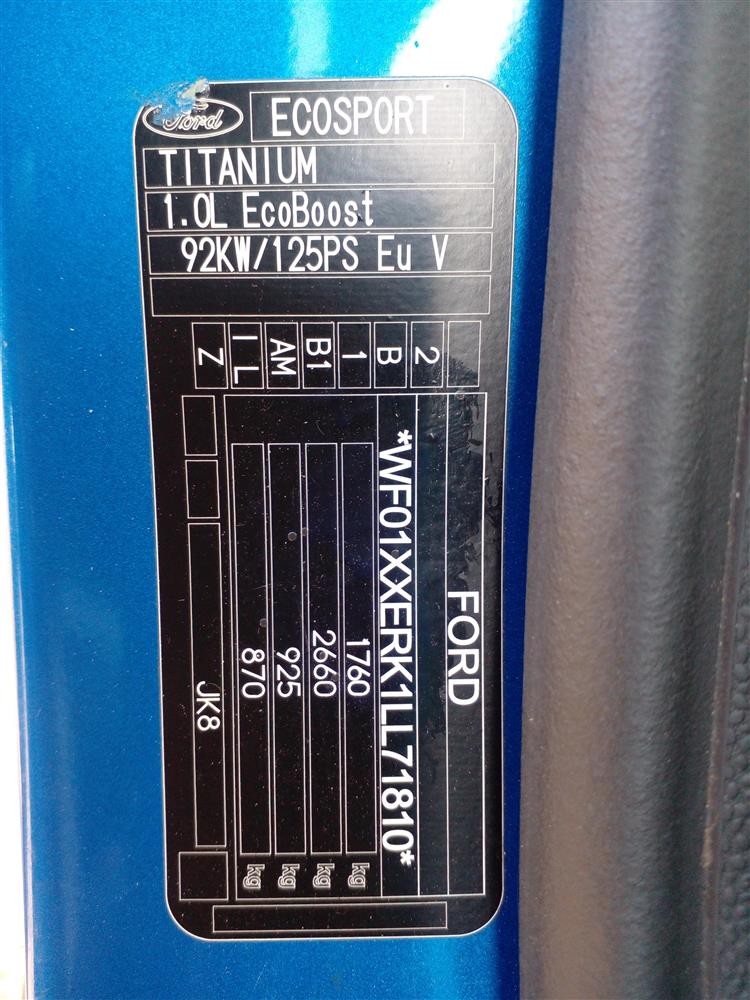 Ford
ECOSPORT
TITANIUM
1.0L EcoBoost
92KW/125PS Eu V
2
B
1
B1
AM
I L
Z
FORD
*WF01XXERK1LL71810*
1760 kg
2660 kg
925 kg
870 kg
JK8